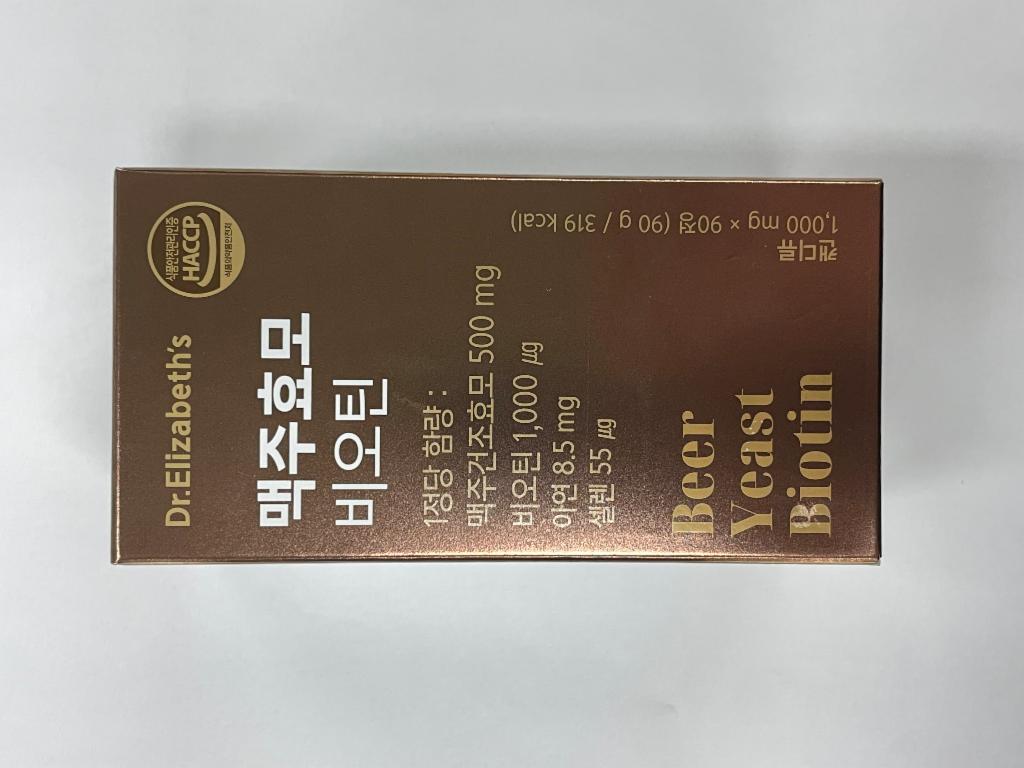 Dr.Elizabeth's
식품안전관리인증
HACCP
식품의약품안전처
맥주효모
비오틴
1정당 함량 :
맥주건조효모 500 mg
비오틴 1,000 ㎍
아연 8.5 mg
셀렌 55 ㎍
Beer
Yeast
Biotin
캔디류
1,000 mg × 90정 (90 g / 319 kcal)